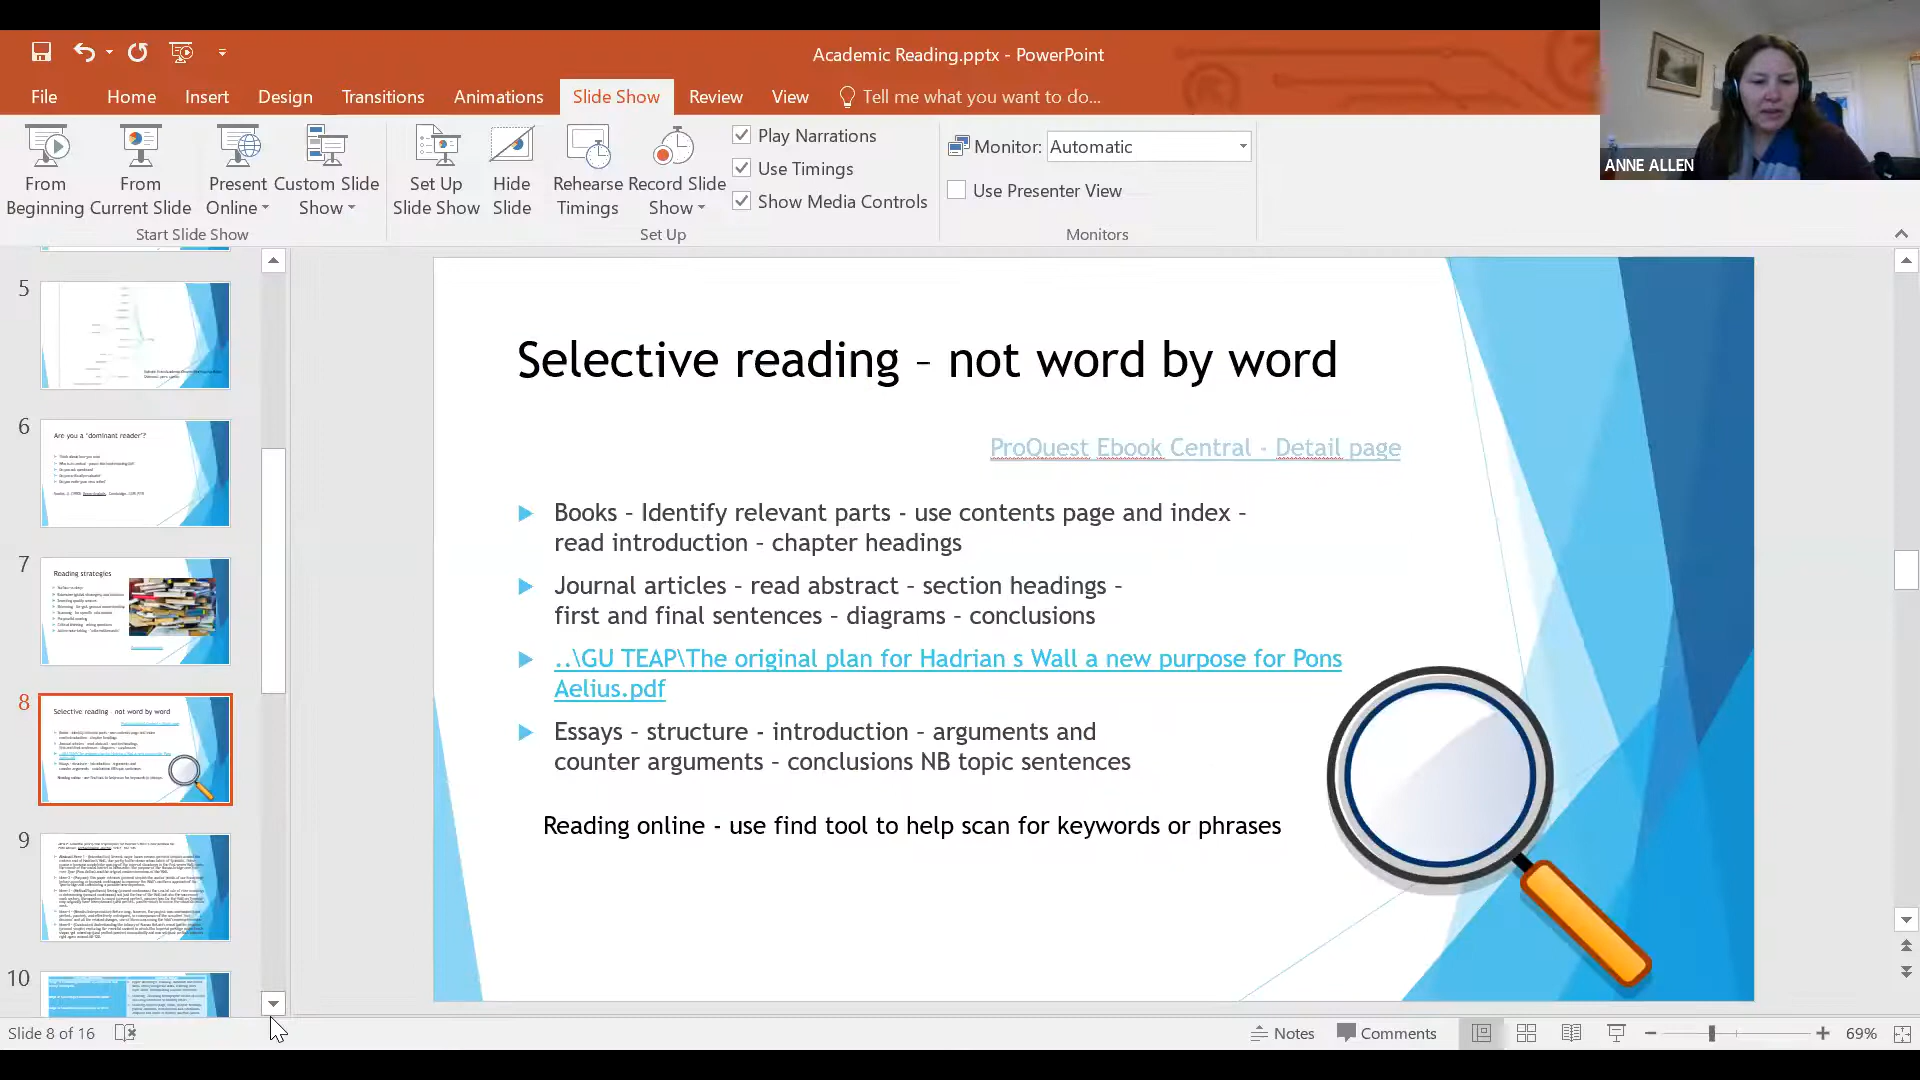 Academic Reading.pptx - PowerPoint
File Home Insert Design Transitions Animations Slide Show Review View Tell me what you want to do...
From Beginning
From Current Slide
Present Online
Custom Slide Show
Start Slide Show
Set Up Slide Show
Hide Slide
Rehearse Timings
Record Slide Show
Play Narrations
Use Timings
Show Media Controls
Set Up
Monitor: Automatic
Use Presenter View
Monitors
ANNE ALLEN
5
6
Are you a "dominant reader"?
7
Reading strategies
8
Selective reading - not word by word
9
10
Selective reading – not word by word
ProQuest Ebook Central - Detail page
Books – Identify relevant parts - use contents page and index –
read introduction – chapter headings
Journal articles – read abstract – section headings –
first and final sentences – diagrams – conclusions
..\GU TEAP\The original plan for Hadrian s Wall a new purpose for Pons
Aelius.pdf
Essays – structure - introduction – arguments and
counter arguments – conclusions NB topic sentences
Reading online - use find tool to help scan for keywords or phrases
Slide 8 of 16
Notes Comments 69%